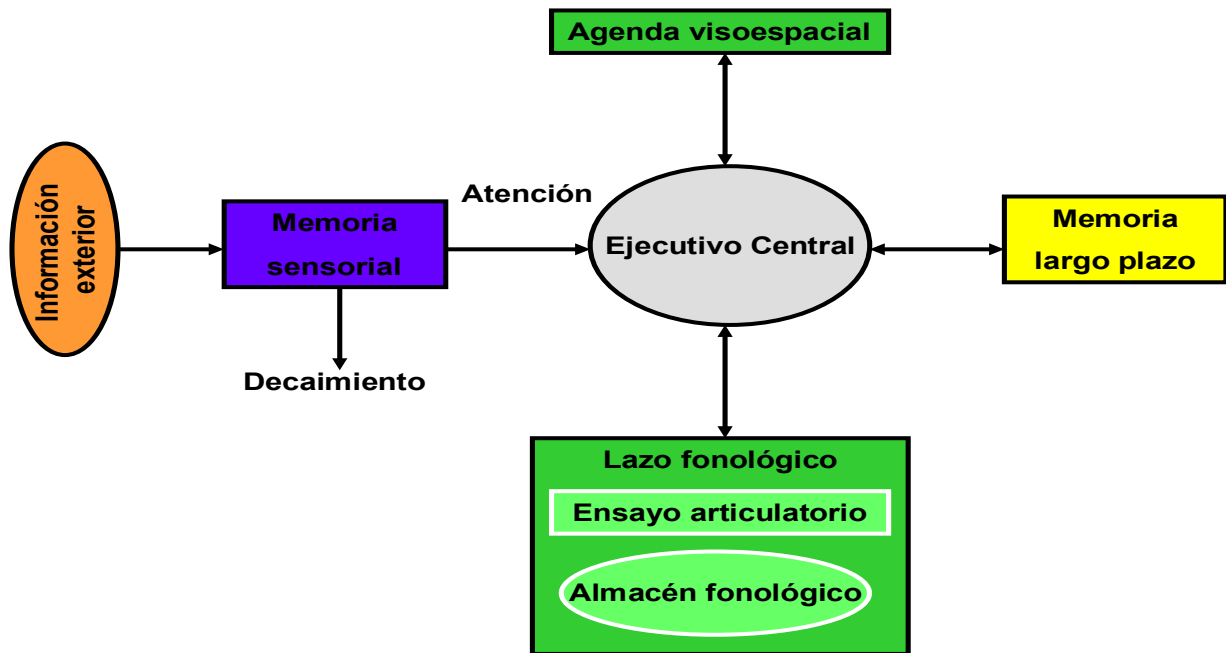 Agenda visoespacial
Información
exterior
Memoria
sensorial
Atención
Ejecutivo Central
Memoria
largo plazo
Decaimiento
Lazo fonológico
Ensayo articulatorio
Almacén fonológico